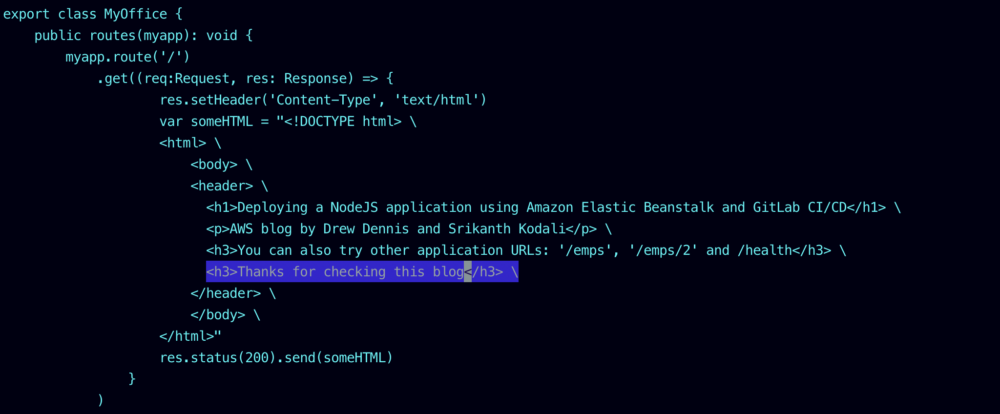 export class MyOffice {
    public routes(myapp): void {
        myapp.route('/')
            .get((req:Request, res: Response) => {
                    res.setHeader('Content-Type', 'text/html')
                    var someHTML = "<!DOCTYPE html> \
                    <html> \
                        <body> \
                        <header> \
                          <h1>Deploying a NodeJS application using Amazon Elastic Beanstalk and GitLab CI/CD</h1> \
                          <p>AWS blog by Drew Dennis and Srikanth Kodali</p> \
                          <h3>You can also try other application URLs: '/emps', '/emps/2' and /health</h3> \
                          <h3>Thanks for checking this blog</h3> \
                        </header> \
                        </body> \
                    </html>"
                    res.status(200).send(someHTML)
                }
            )